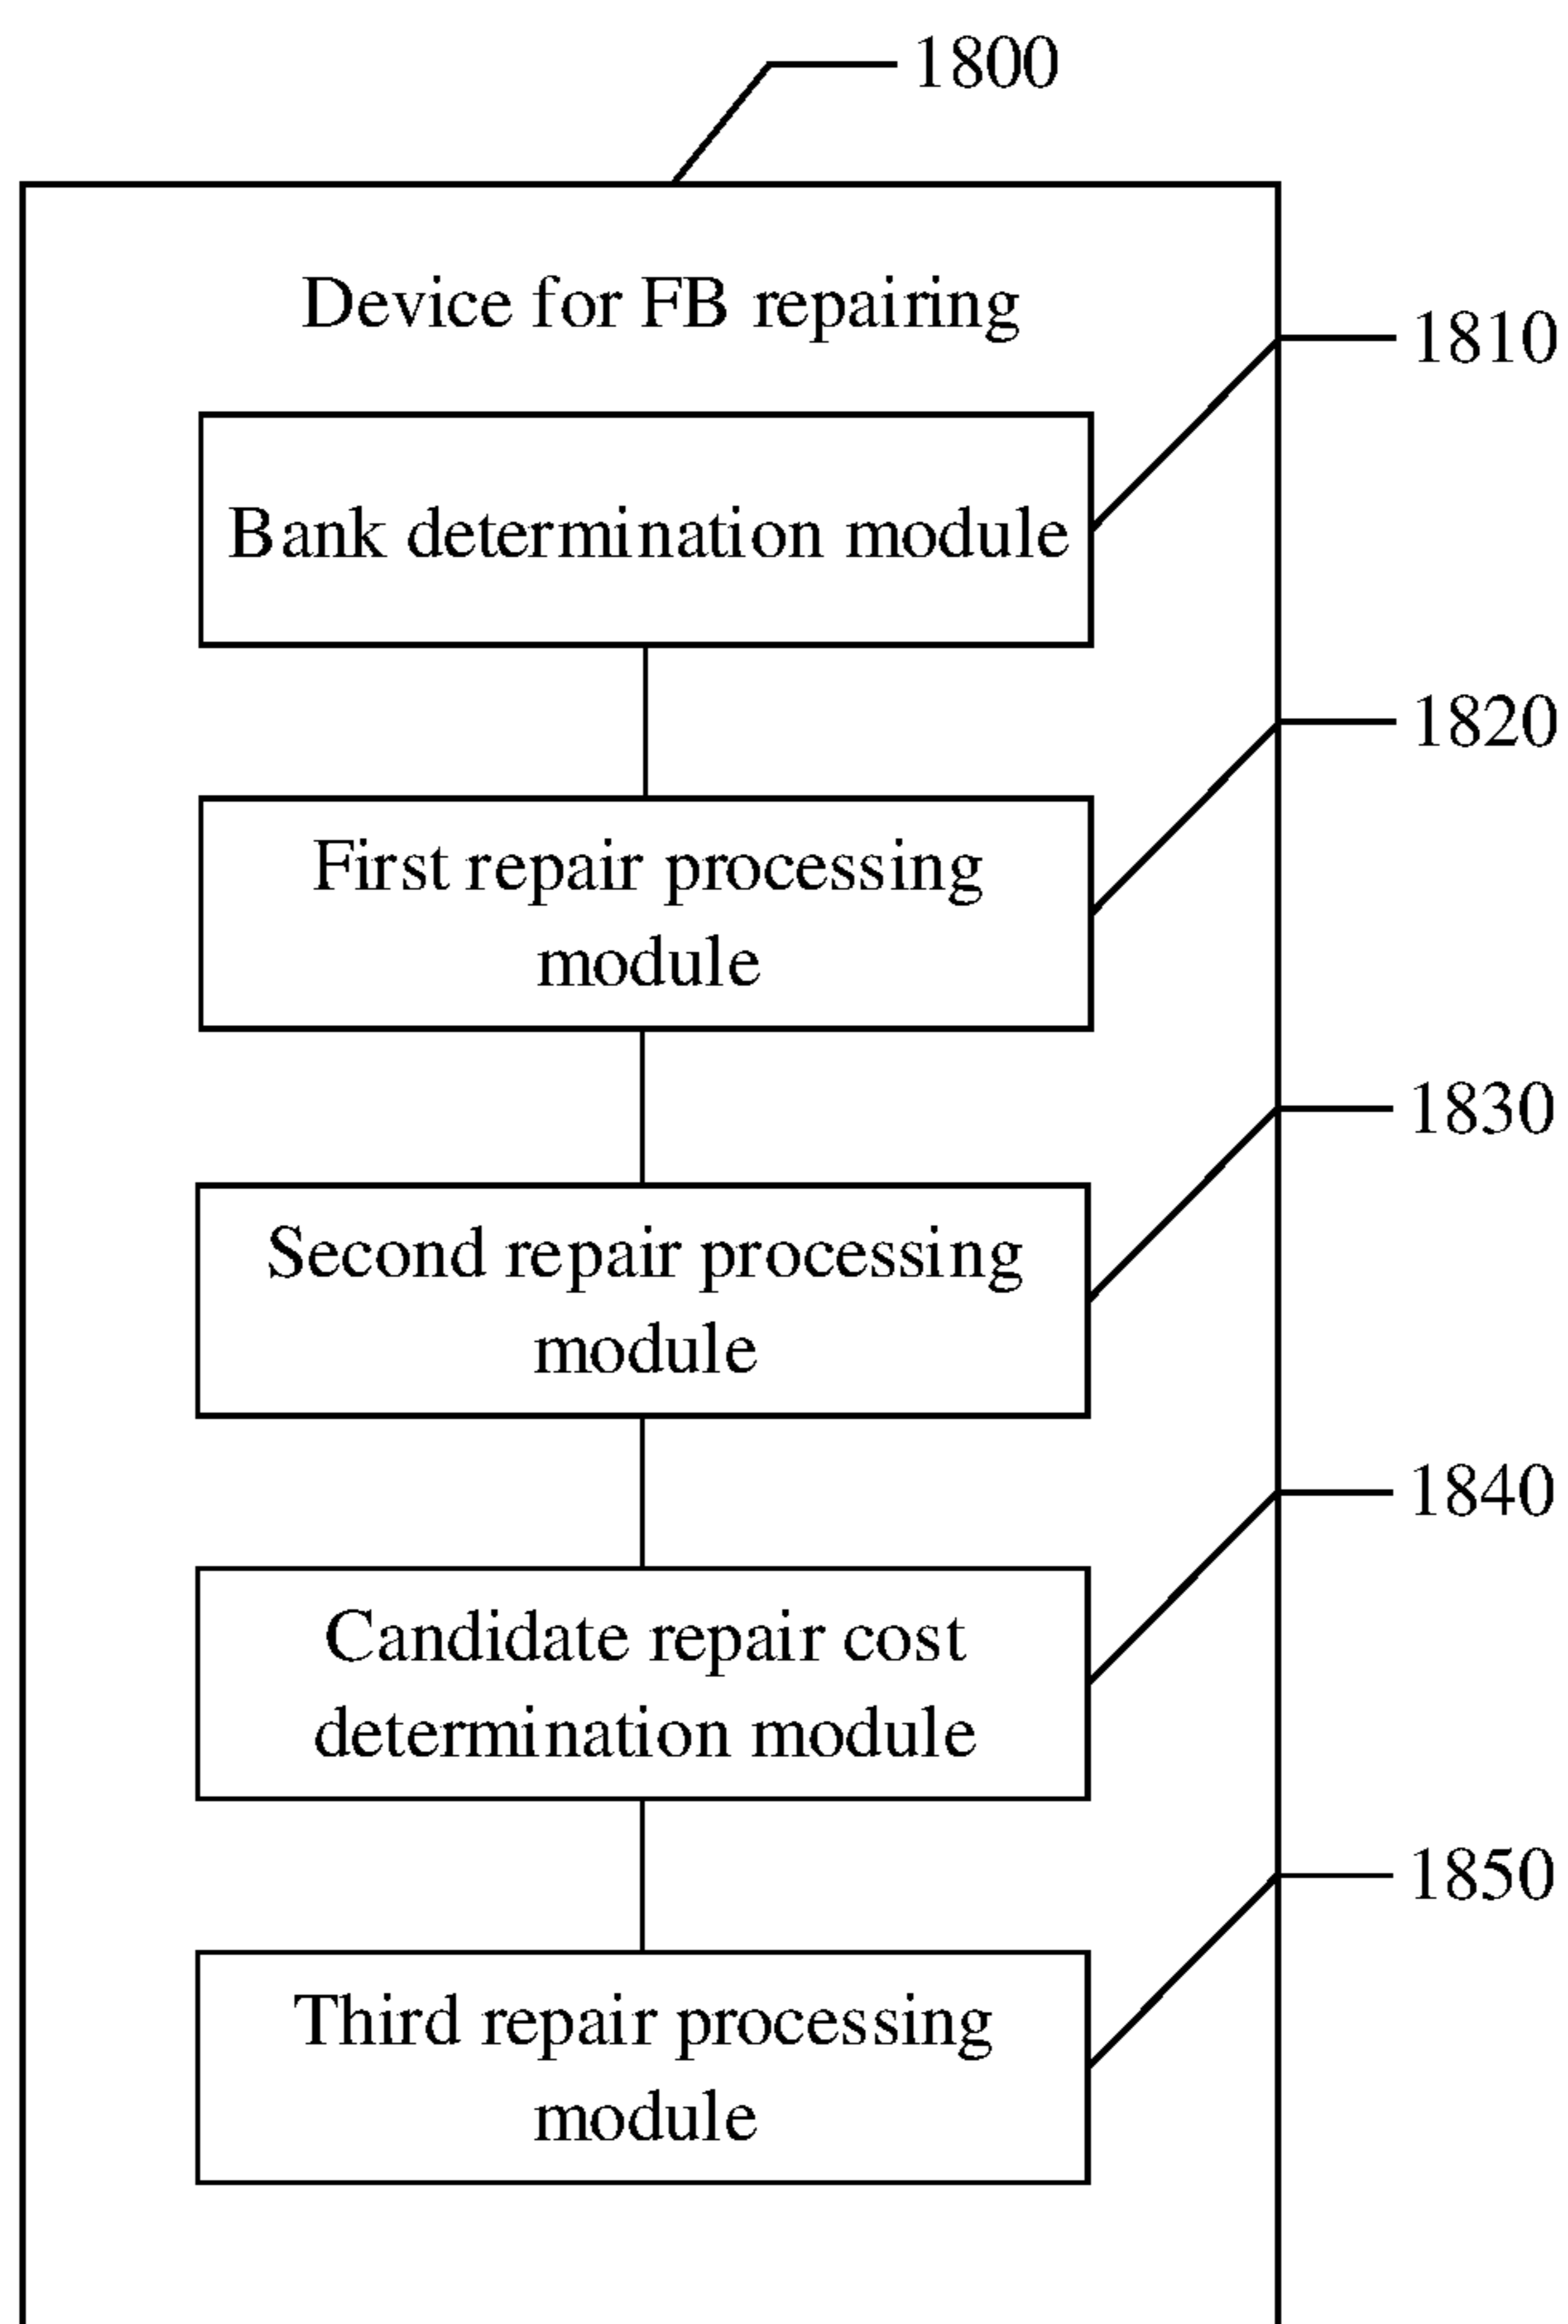 1800
Device for FB repairing
1810
Bank determination module
1820
First repair processing
module
1830
Second repair processing
module
1840
Candidate repair cost
determination module
1850
Third repair processing
module